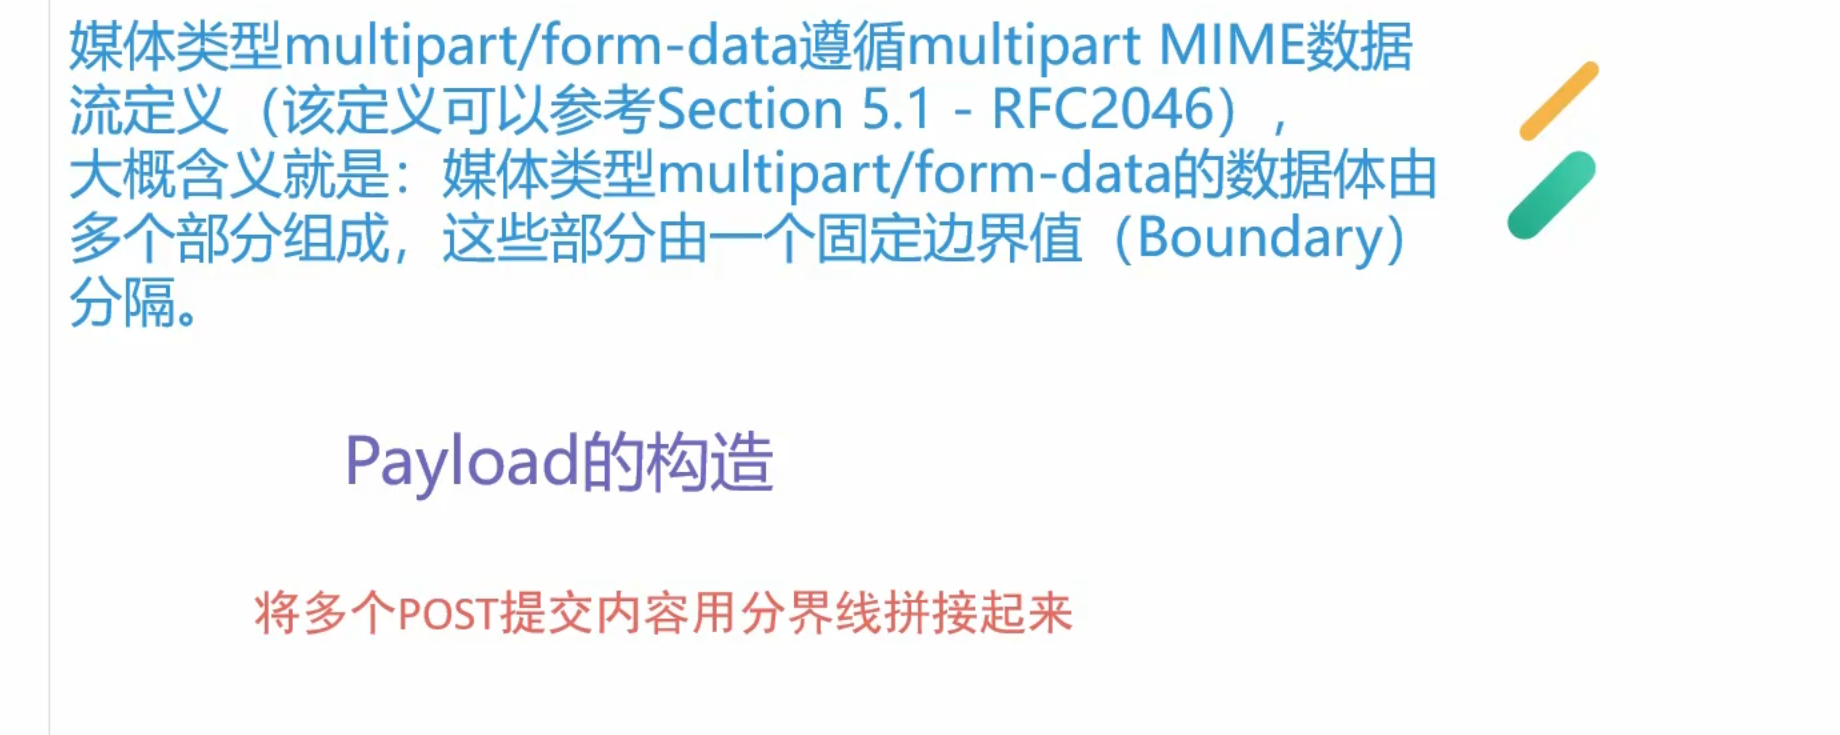 媒体类型multipart/form-data遵循multipart MIME数据
流定义（该定义可以参考Section 5.1 - RFC2046），
大概含义就是：媒体类型multipart/form-data的数据体由
多个部分组成，这些部分由一个固定边界值（Boundary）
分隔。
Payload的构造
将多个POST提交内容用分界线拼接起来